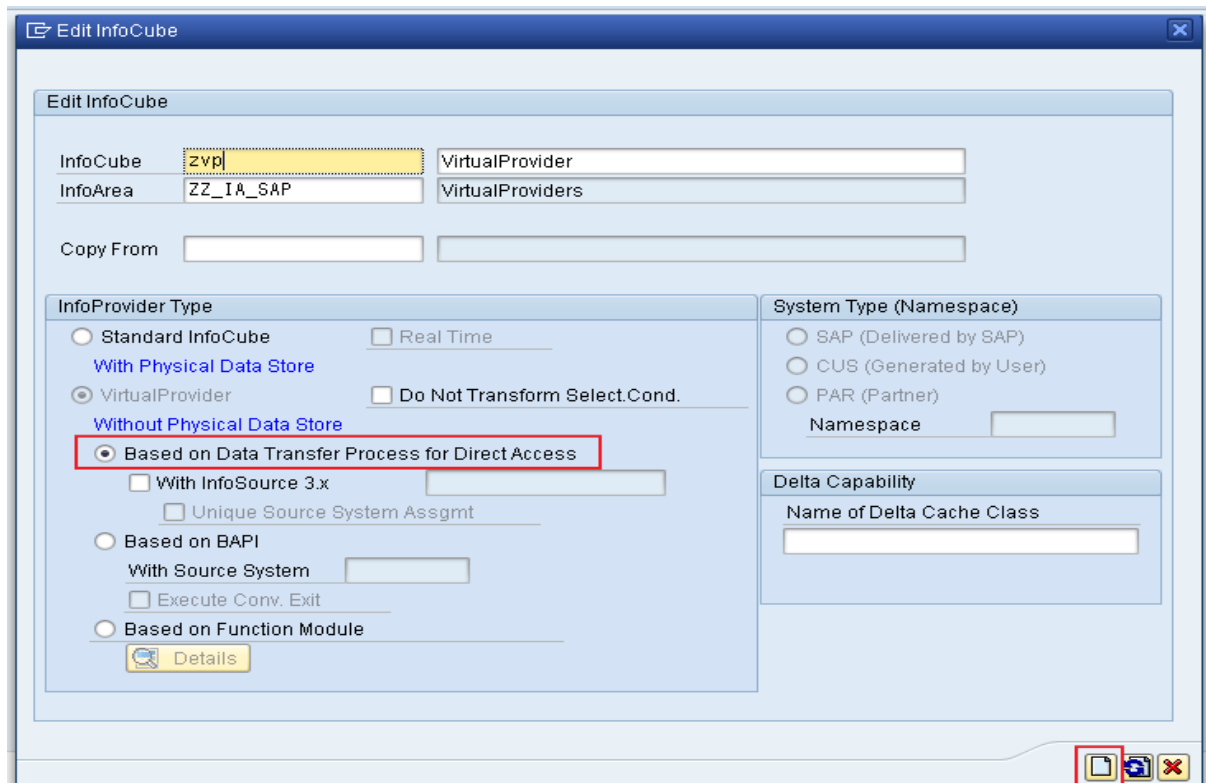 Edit InfoCube
Edit InfoCube
InfoCube zvp VirtualProvider
InfoArea ZZ_IA_SAP VirtualProviders
Copy From
InfoProvider Type
Standard InfoCube Real Time
With Physical Data Store
VirtualProvider Do Not Transform Select.Cond.
Without Physical Data Store
Based on Data Transfer Process for Direct Access
With InfoSource 3.x
Unique Source System Assgmt
Based on BAPI
With Source System
Execute Conv. Exit
Based on Function Module
Details
System Type (Namespace)
SAP (Delivered by SAP)
CUS (Generated by User)
PAR (Partner)
Namespace
Delta Capability
Name of Delta Cache Class